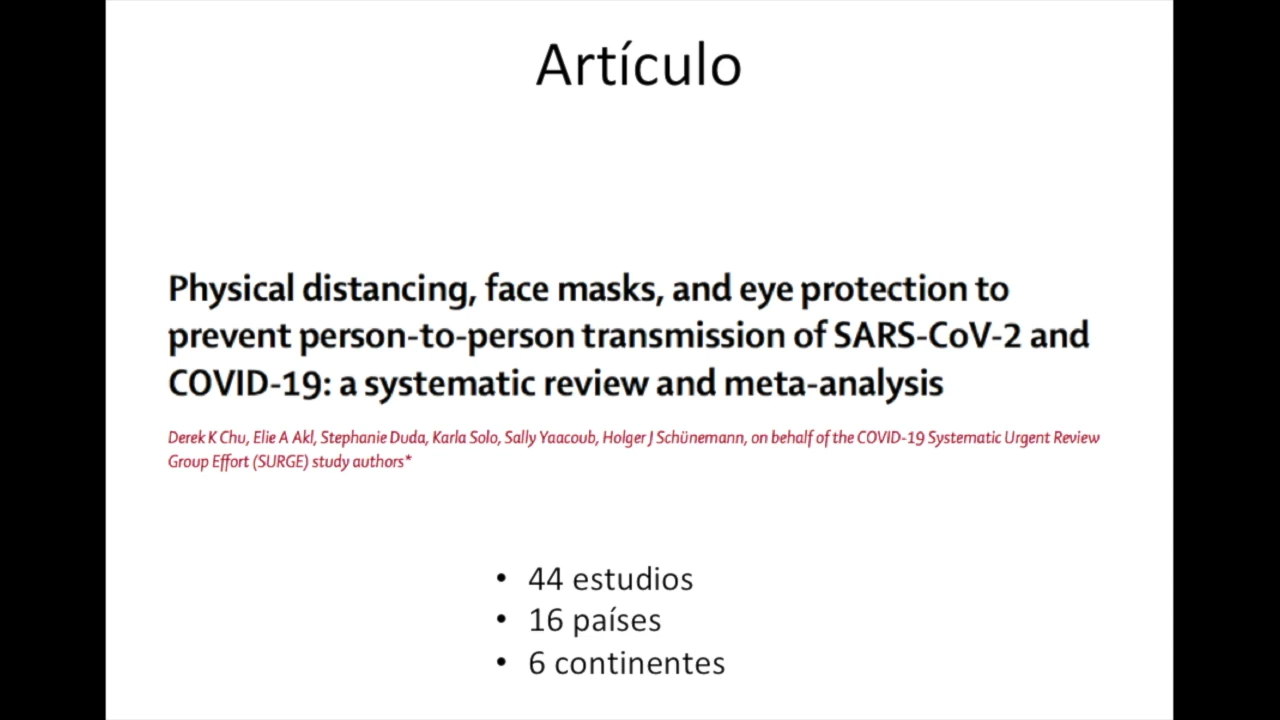 Artículo
Physical distancing, face masks, and eye protection to
prevent person-to-person transmission of SARS-CoV-2 and
COVID-19: a systematic review and meta-analysis
Derek K Chu, Elie A Akl, Stephanie Duda, Karla Solo, Sally Yaacoub, Holger J Schünemann, on behalf of the COVID-19 Systematic Urgent Review
Group Effort (SURGE) study authors*
• 44 estudios
• 16 países
• 6 continentes